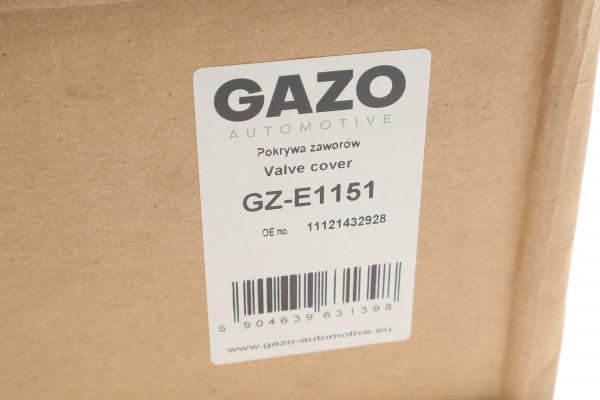 GAZO
AUTOMOTIVE
Pokrywa zaworów
Valve cover
GZ-E1151
OE no. 11121432928
5 904639 631398
www.gazo-automotive.eu